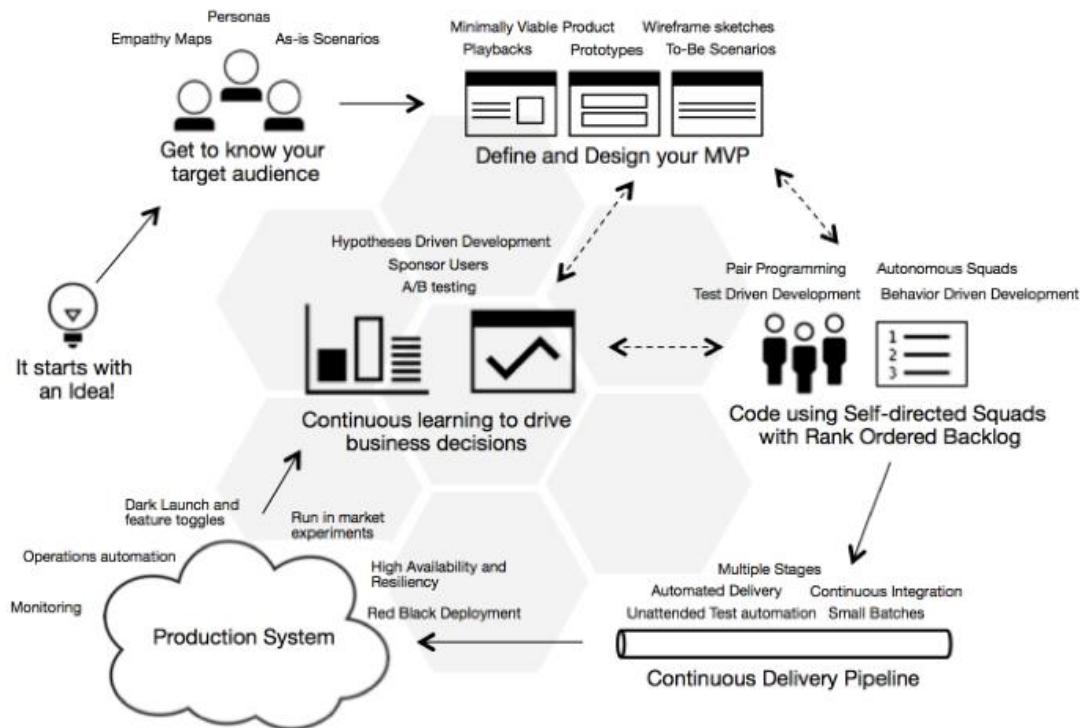 Personas
Empathy Maps
As-is Scenarios
Get to know your
target audience
Minimally Viable Product
Wireframe sketches
Playbacks
Prototypes
To-Be Scenarios
Define and Design your MVP
Hypotheses Driven Development
Sponsor Users
A/B testing
Continuous learning to drive
business decisions
Pair Programming
Autonomous Squads
Test Driven Development
Behavior Driven Development
1
2
3
Code using Self-directed Squads
with Rank Ordered Backlog
It starts with
an Idea!
Dark Launch and
feature toggles
Run in market
experiments
Operations automation
High Availability and
Resiliency
Monitoring
Red Black Deployment
Production System
Multiple Stages
Automated Delivery
Continuous Integration
Unattended Test automation
Small Batches
Continuous Delivery Pipeline